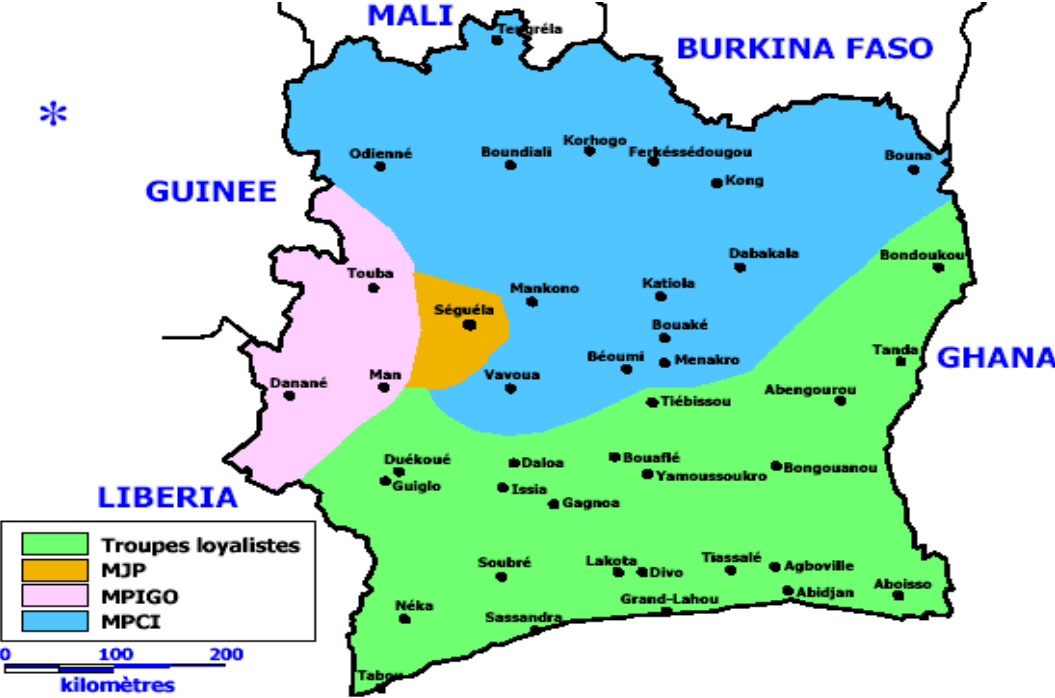 MALI
Tengréla
BURKINA FASO
*
Korhogo
Odienné
Boundiali
Ferkéssédougou
Bouna
Kong
GUINEE
Dabakala
Bondoukou
Touba
Mankono
Katiola
Séguéla
Bouaké
Tanda
GHANA
Béoumi
Menakro
Danané
Man
Vavoua
Abengourou
Tiébissou
Duékoué
Daloa
Bouaflé
Bongouanou
Yamoussoukro
Guiglo
Issia
LIBERIA
Gagnoa
Troupes loyalistes
MJP
MPIGO
MPCI
Soubré
Lakota
Divo
Tiassalé
Agboville
Aboisso
Abidjan
Grand-Lahou
Néka
Sassandra
Tabou
0 100 200
kilomètres